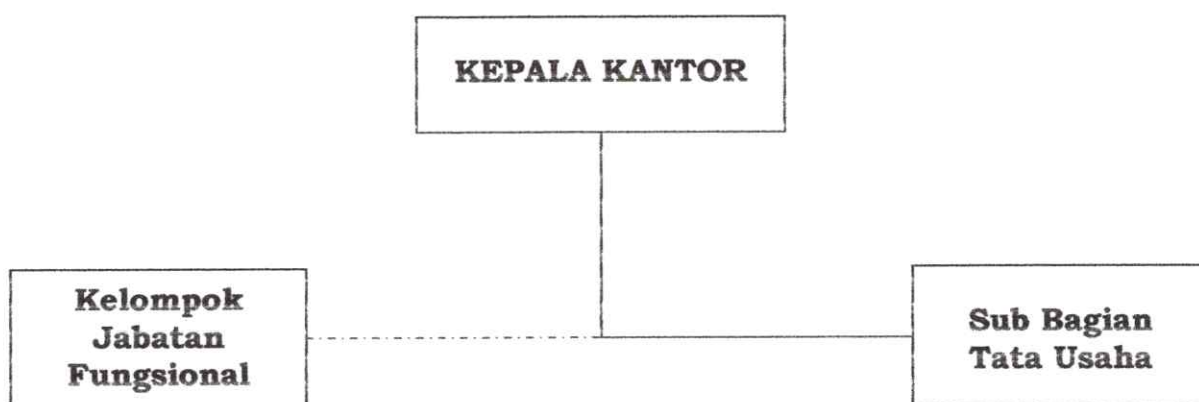 KEPALA KANTOR
Kelompok
Jabatan
Fungsional
Sub Bagian
Tata Usaha